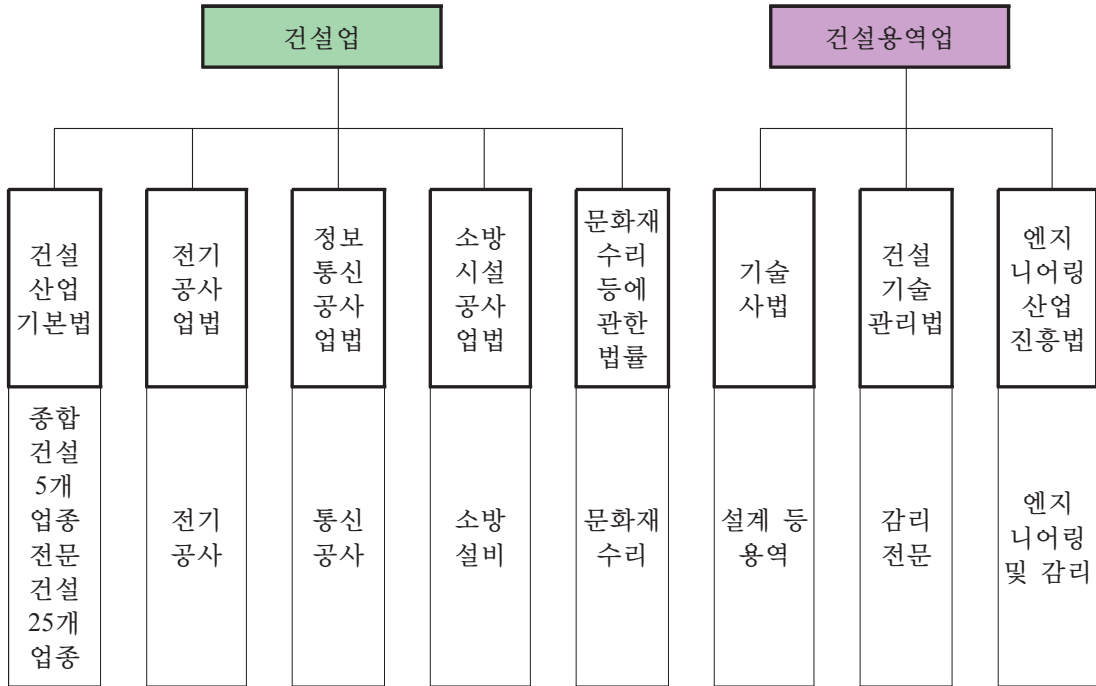 건설업
건설용역업
건설
산업
기본법
전기
공사
업법
정보
통신
공사
업법
소방
시설
공사
업법
문화재
수리
등에
관한
법률
기술
사법
건설
기술
관리법
엔지
니어링
산업
진흥법
종합
건설
5개
업종
전문
건설
25개
업종
전기
공사
통신
공사
소방
설비
문화재
수리
설계 등
용역
감리
전문
엔지
니어링
및 감리